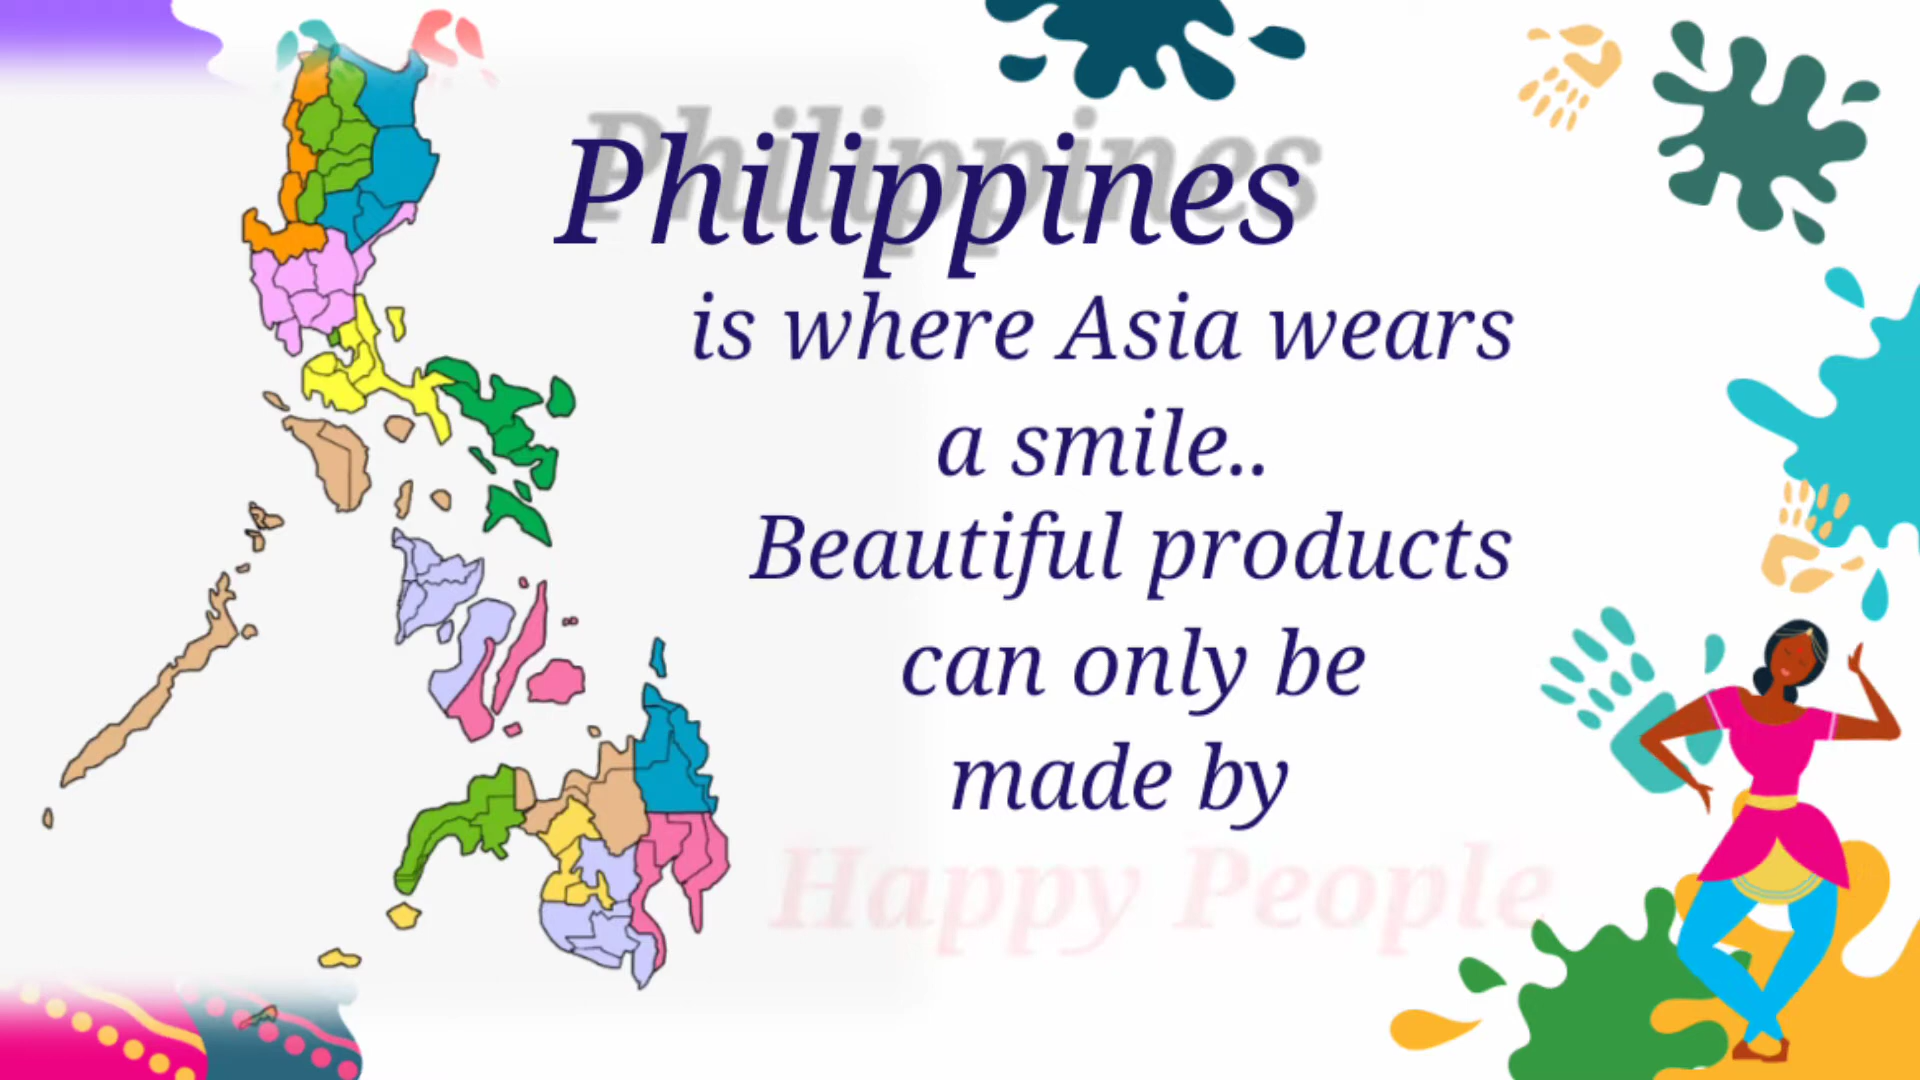 Philippines
is where Asia wears
a smile..
Beautiful products
can only be
made by
Happy People